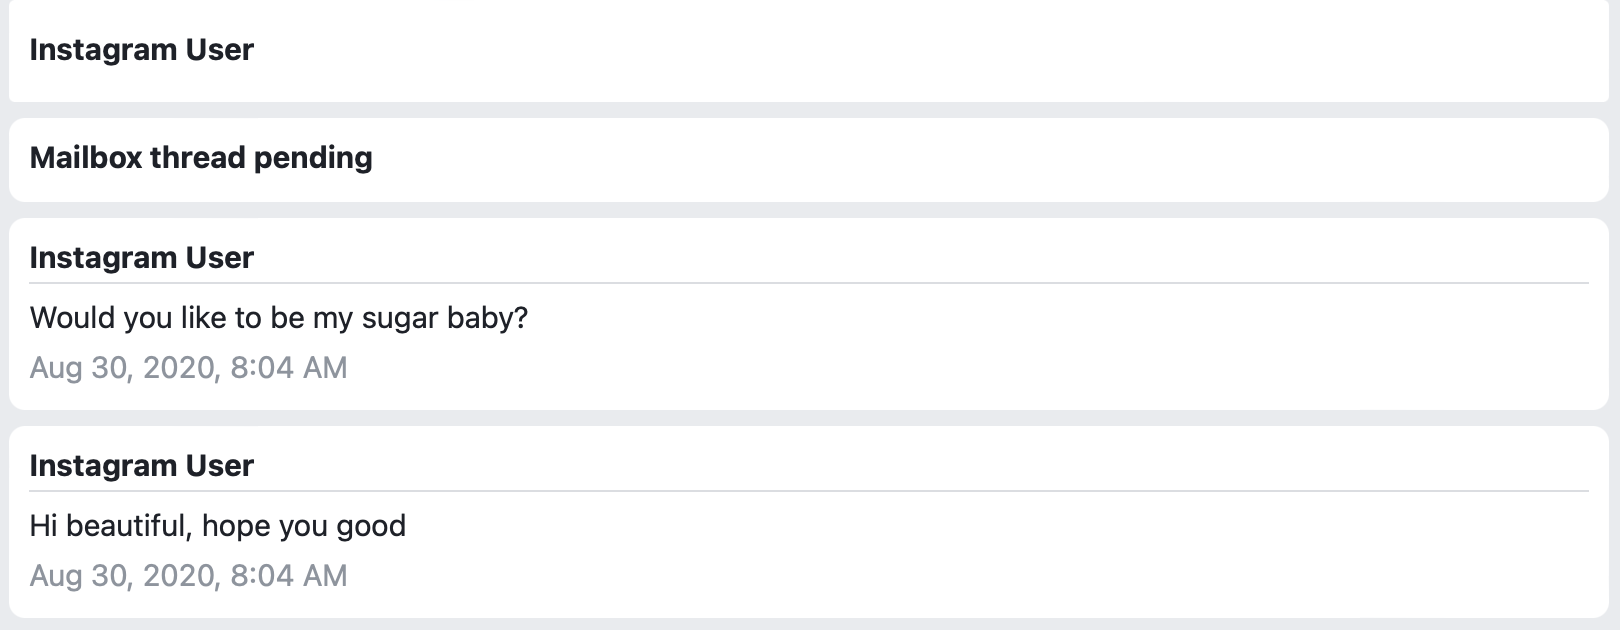 Instagram User
Mailbox thread pending
Instagram User
Would you like to be my sugar baby?
Aug 30, 2020, 8:04 AM
Instagram User
Hi beautiful, hope you good
Aug 30, 2020, 8:04 AM